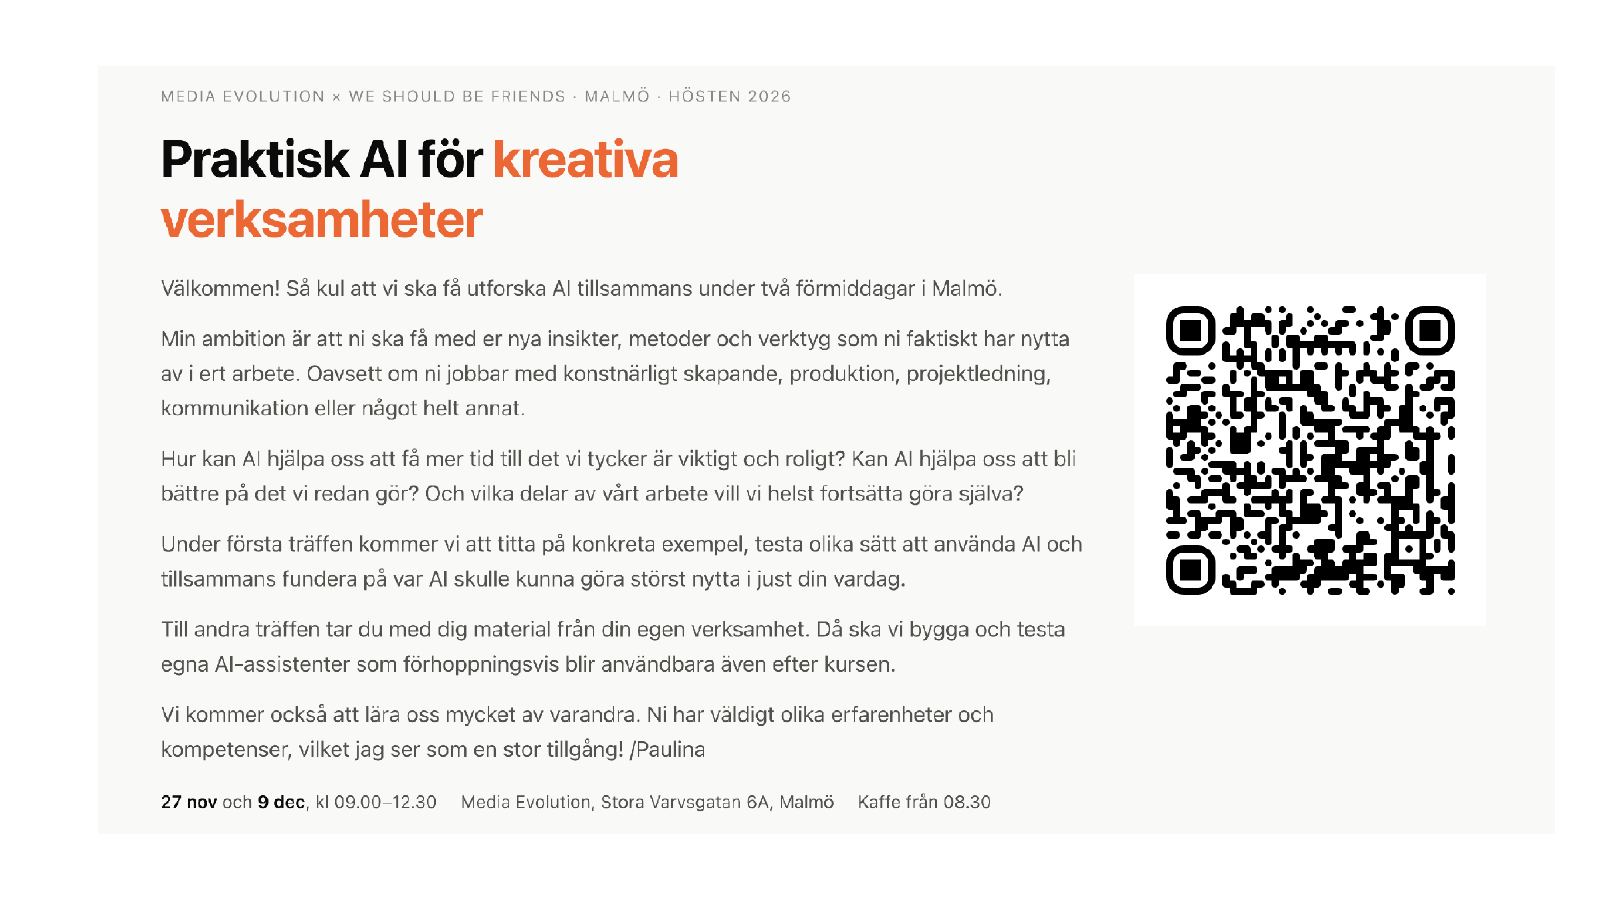 MEDIA EVOLUTION × WE SHOULD BE FRIENDS · MALMÖ · HÖSTEN 2026
Praktisk AI för kreativa
verksamheter
Välkommen! Så kul att vi ska få utforska AI tillsammans under två förmiddagar i Malmö.
Min ambition är att ni ska få med er nya insikter, metoder och verktyg som ni faktiskt har nytta
av i ert arbete. Oavsett om ni jobbar med konstnärligt skapande, produktion, projektledning,
kommunikation eller något helt annat.
Hur kan AI hjälpa oss att få mer tid till det vi tycker är viktigt och roligt? Kan AI hjälpa oss att bli
bättre på det vi redan gör? Och vilka delar av vårt arbete vill vi helst fortsätta göra själva?
Under första träffen kommer vi att titta på konkreta exempel, testa olika sätt att använda AI och
tillsammans fundera på var AI skulle kunna göra störst nytta i just din vardag.
Till andra träffen tar du med dig material från din egen verksamhet. Då ska vi bygga och testa
egna AI-assistenter som förhoppningsvis blir användbara även efter kursen.
Vi kommer också att lära oss mycket av varandra. Ni har väldigt olika erfarenheter och
kompetenser, vilket jag ser som en stor tillgång! /Paulina
27 nov och 9 dec, kl 09.00–12.30 Media Evolution, Stora Varvsgatan 6A, Malmö Kaffe från 08.30